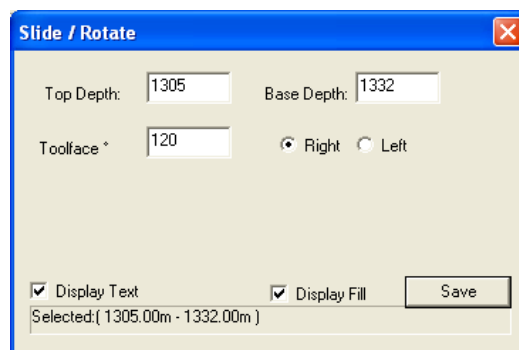 Slide / Rotate
Top Depth: 1305 Base Depth: 1332
Toolface ° 120 Right Left
Display Text Display Fill Save
Selected:( 1305.00m - 1332.00m )